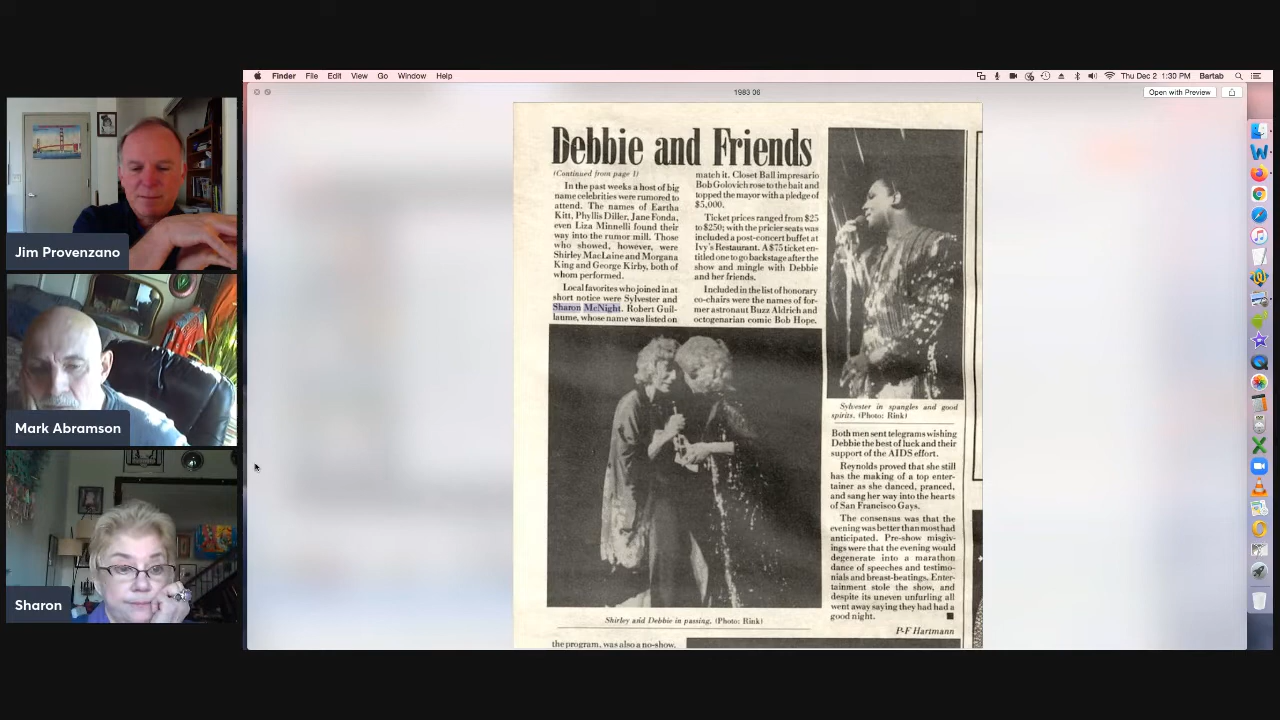 Finder File Edit View Go Window Help
Thu Dec 2 1:30 PM Bartab
1983 06
Open with Preview
Jim Provenzano
Mark Abramson
Sharon
Debbie and Friends
(Continued from page 1)
In the past weeks a host of big
name celebrities were rumored to
attend. The names of Eartha
Kitt, Phyllis Diller, Jane Fonda,
even Liza Minnelli found their
way into the rumor mill. Those
who showed, however, were
Shirley MacLaine and Morgana
King and George Kirby, both of
whom performed.
Local favorites who joined in at
short notice were Sylvester and
Sharon McNight. Robert Guil-
laume, whose name was listed on
match it. Closet Ball impresario
Bob Golovich rose to the bait and
topped the mayor with a pledge of
$5,000.
Ticket prices ranged from $25
to $250; with the pricier seats was
included a post-concert buffet at
Ivy's Restaurant. A $75 ticket en-
titled one to go backstage after the
show and mingle with Debbie
and her friends.
Included in the list of honorary
co-chairs were the names of for-
mer astronaut Buzz Aldrich and
octogenarian comic Bob Hope.
Shirley and Debbie in passing. (Photo: Rink)
the program, was also a no-show.
Sylvester in spangles and good
spirits. (Photo: Rink)
Both men sent telegrams wishing
Debbie the best of luck and their
support of the AIDS effort.
Reynolds proved that she still
has the making of a top enter-
tainer as she danced, pranced,
and sang her way into the hearts
of San Francisco Gays.
The consensus was that the
evening was better than most had
anticipated. Pre-show misgiv-
ings were that the evening would
degenerate into a marathon
dance of speeches and testimo-
nials and breast-beatings. Enter-
tainment stole the show, and
despite its uneven unfurling all
went away saying they had had a
good night.
P-F Hartmann